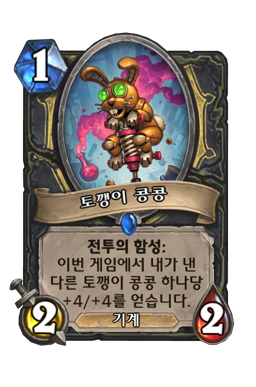 1
토깽이 콩콩
전투의 함성:
이번 게임에서 내가 낸
다른 토깽이 콩콩 하나당
+4/+4를 얻습니다.
2
기계
2